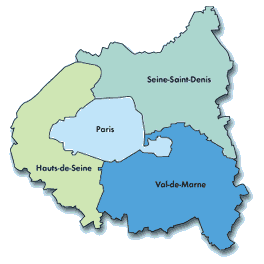 Seine-Saint-Denis
Paris
Hauts-de-Seine
Val-de-Marne